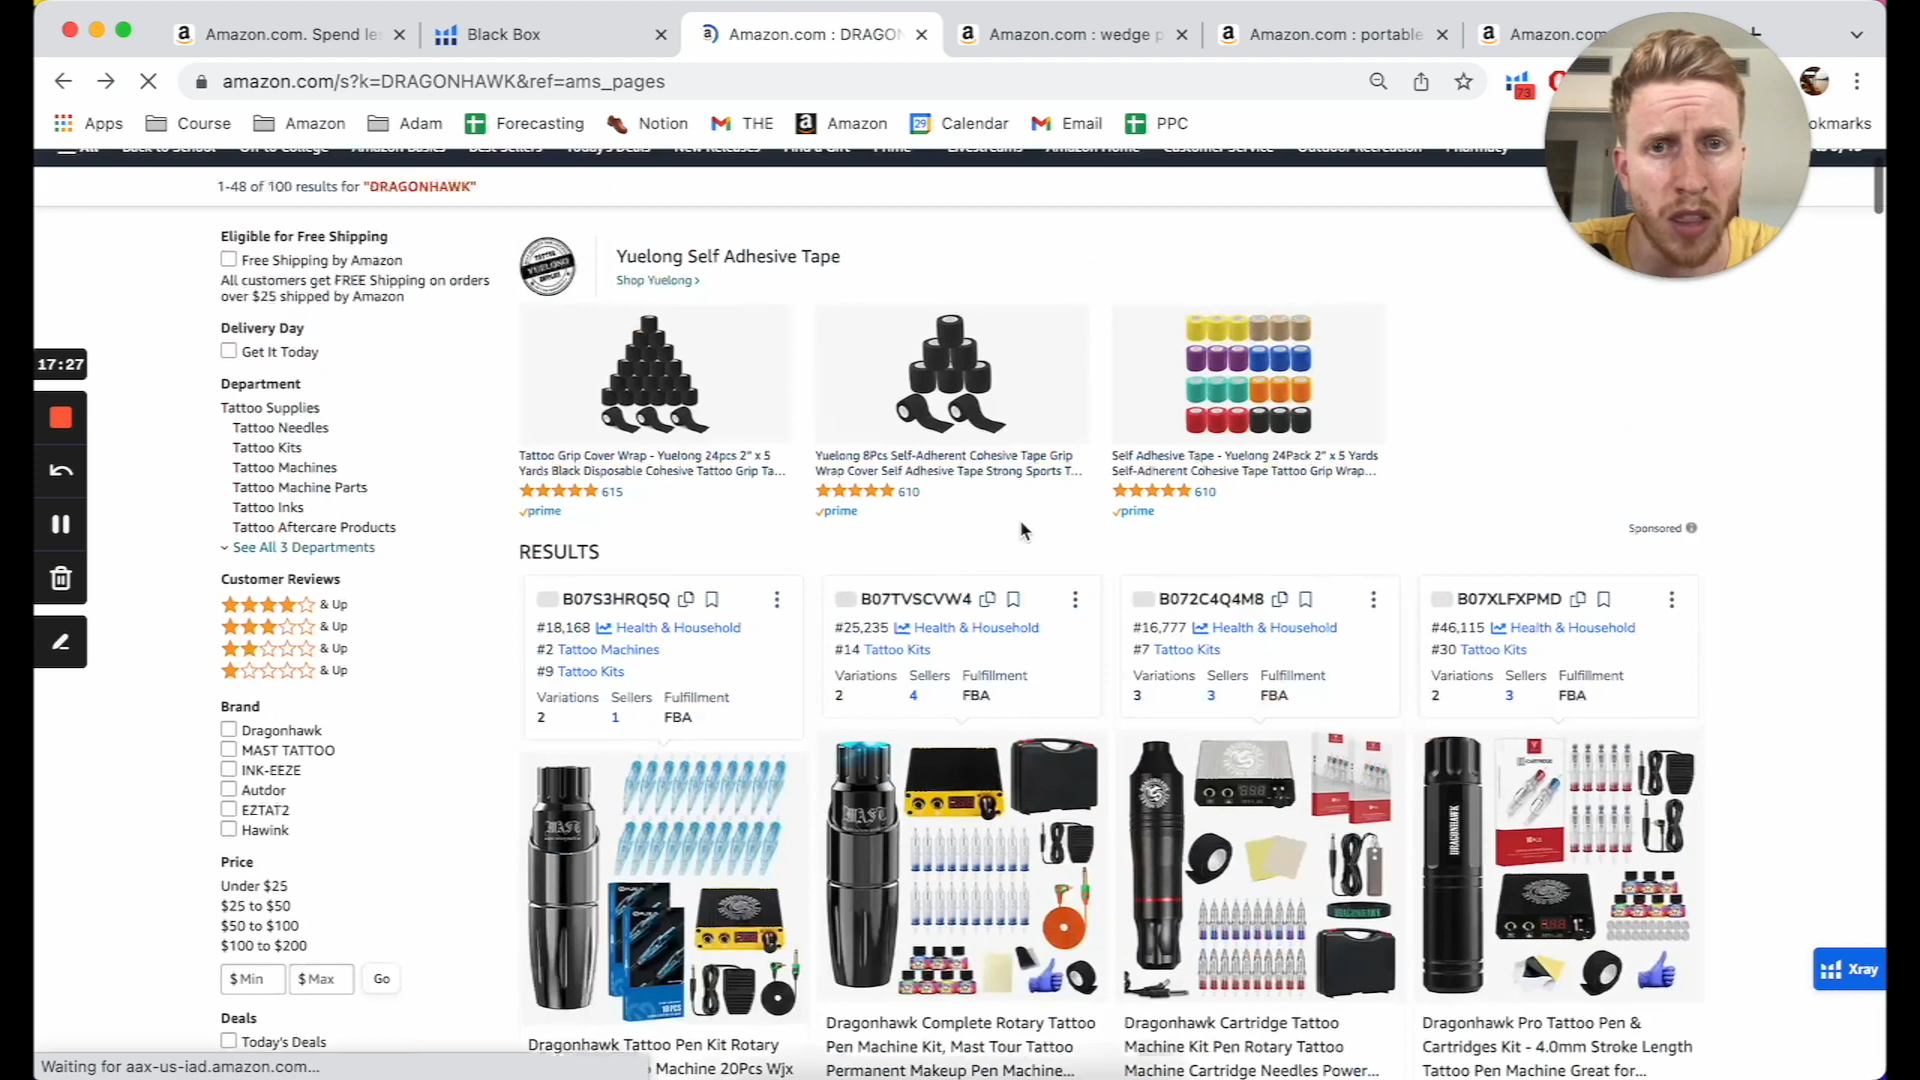 Amazon.com. Spend le
Black Box
Amazon.com : DRAGON
Amazon.com : wedge p
Amazon.com : portable
Amazon.com
amazon.com/s?k=DRAGONHAWK&ref=ams_pages
73
Apps
Course
Amazon
Adam
Forecasting
Notion
THE
Amazon
29
Calendar
Email
PPC
okmarks
1-48 of 100 results for "DRAGONHAWK"
Eligible for Free Shipping
Free Shipping by Amazon
All customers get FREE Shipping on orders
over $25 shipped by Amazon
Delivery Day
Get It Today
Department
Tattoo Supplies
Tattoo Needles
Tattoo Kits
Tattoo Machines
Tattoo Machine Parts
Tattoo Inks
Tattoo Aftercare Products
See All 3 Departments
Customer Reviews
& Up
& Up
& Up
& Up
Brand
Dragonhawk
MAST TATTOO
INK-EEZE
Autdor
EZTAT2
Hawink
Price
Under $25
$25 to $50
$50 to $100
$100 to $200
$ Min
$ Max
Go
Deals
Today's Deals
17:27
YUELONG
Yuelong Self Adhesive Tape
Shop Yuelong ›
Tattoo Grip Cover Wrap - Yuelong 24pcs 2" x 5
Yards Black Disposable Cohesive Tattoo Grip Ta...
615
prime
Yuelong 8Pcs Self-Adherent Cohesive Tape Grip
Wrap Cover Self Adhesive Tape Strong Sports T...
610
prime
Self Adhesive Tape - Yuelong 24Pack 2" x 5 Yards
Self-Adherent Cohesive Tape Tattoo Grip Wrap...
610
prime
Sponsored
RESULTS
B07S3HRQ5Q
#18,168 Health & Household
#2 Tattoo Machines
#9 Tattoo Kits
Variations Sellers Fulfillment
2 1 FBA
B07TVSCVW4
#25,235 Health & Household
#14 Tattoo Kits
Variations Sellers Fulfillment
2 4 FBA
B072C4Q4M8
#16,777 Health & Household
#7 Tattoo Kits
Variations Sellers Fulfillment
3 3 FBA
B07XLFXPMD
#46,115 Health & Household
#30 Tattoo Kits
Variations Sellers Fulfillment
2 3 FBA
MAST
MAST
DRAGONHAWK
CARTRIDGE
Xray
Dragonhawk Tattoo Pen Kit Rotary
Machine 20Pcs Wjx
Dragonhawk Complete Rotary Tattoo
Pen Machine Kit, Mast Tour Tattoo
Permanent Makeup Pen Machine...
Dragonhawk Cartridge Tattoo
Machine Kit Pen Rotary Tattoo
Machine Cartridge Needles Power...
Dragonhawk Pro Tattoo Pen &
Cartridges Kit - 4.0mm Stroke Length
Tattoo Pen Machine Great for...
Waiting for aax-us-iad.amazon.com...